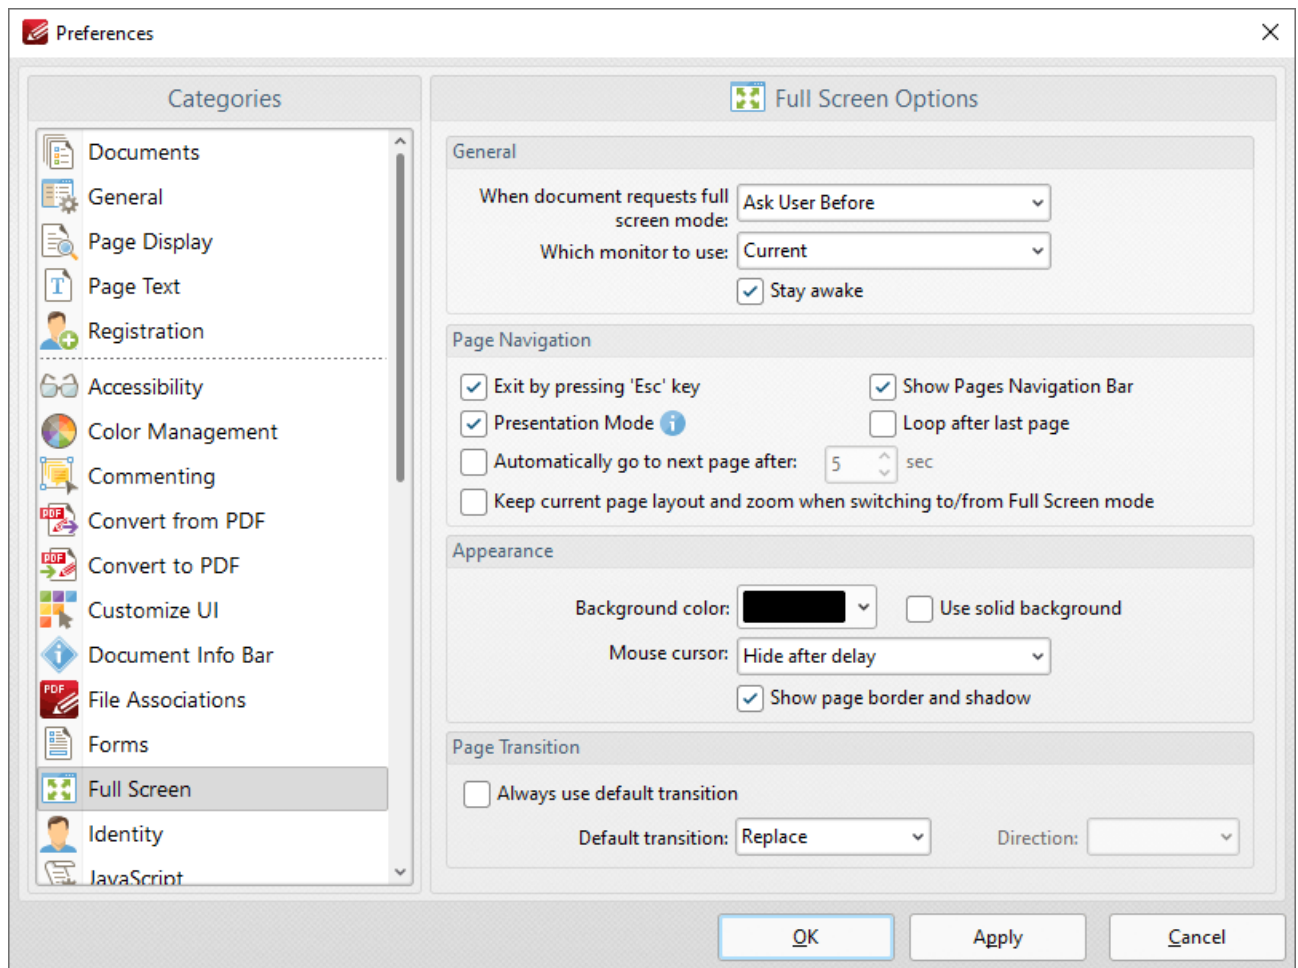 Preferences
Categories
Documents
General
Page Display
Page Text
T
Registration
Accessibility
Color Management
Commenting
PDF
Convert from PDF
PDF
Convert to PDF
Customize UI
i
Document Info Bar
PDF
File Associations
Forms
Full Screen
Identity
JavaScript
Full Screen Options
General
When document requests full
screen mode:
Ask User Before
Which monitor to use:
Current
Stay awake
Page Navigation
Exit by pressing 'Esc' key
Show Pages Navigation Bar
Presentation Mode
i
Loop after last page
Automatically go to next page after:
5
sec
Keep current page layout and zoom when switching to/from Full Screen mode
Appearance
Background color:
Use solid background
Mouse cursor:
Hide after delay
Show page border and shadow
Page Transition
Always use default transition
Default transition:
Replace
Direction:
OK
Apply
Cancel